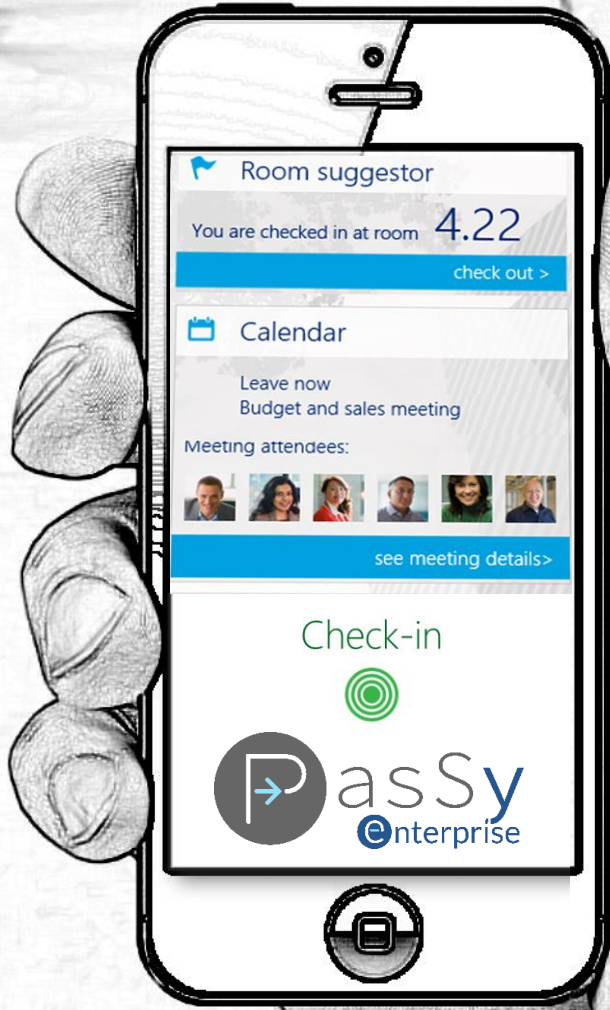 Room suggestor
You are checked in at room 4.22
check out >
Calendar
Leave now
Budget and sales meeting
Meeting attendees:
see meeting details>
Check-in
PasSy
enterprise